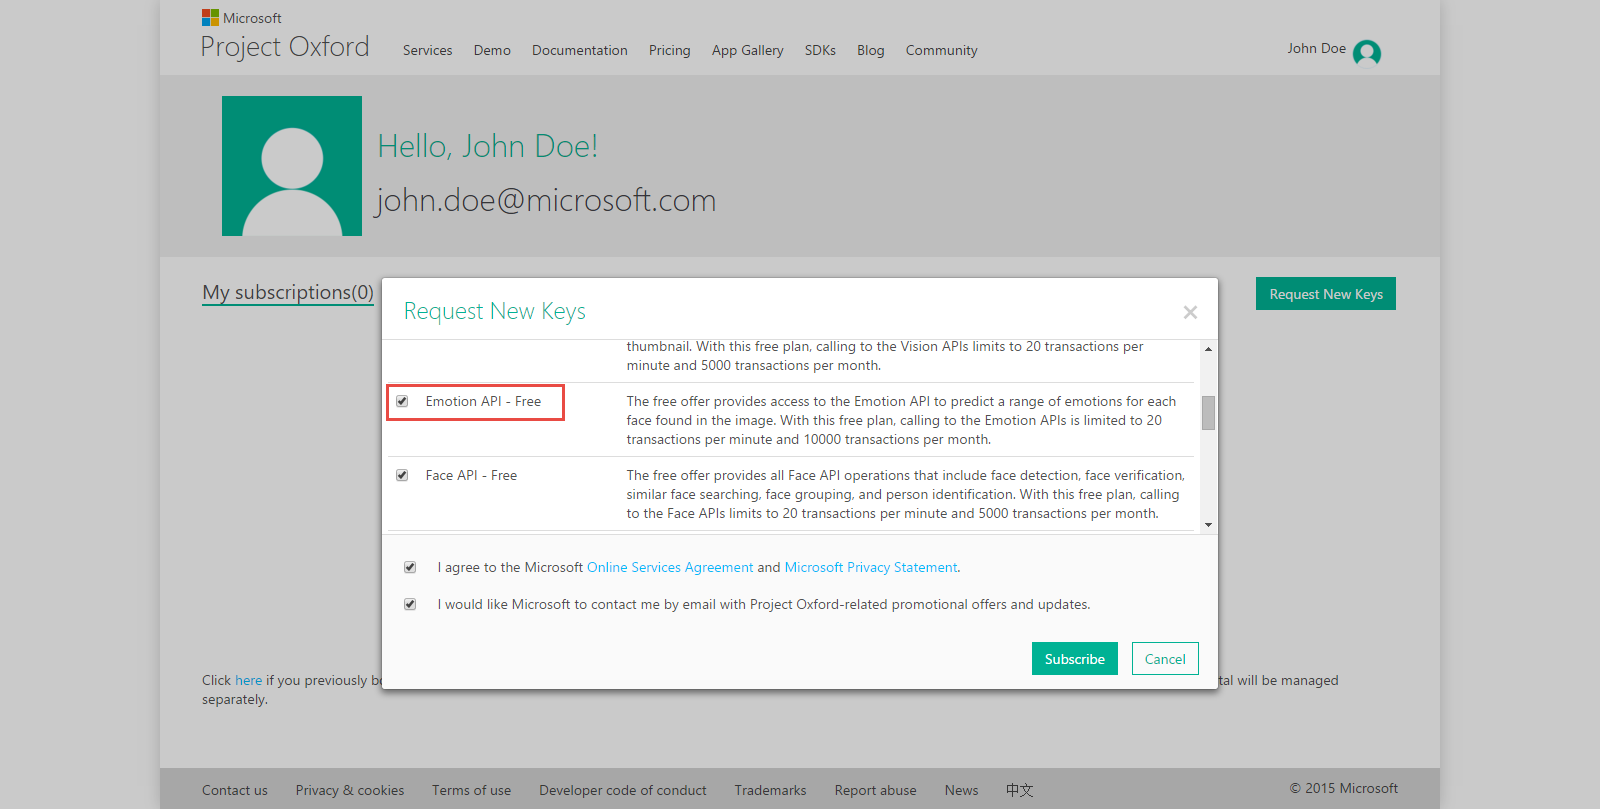 Microsoft
Project Oxford
Services Demo Documentation Pricing App Gallery SDKs Blog Community
John Doe
Hello, John Doe!
john.doe@microsoft.com
My subscriptions(0)
Request New Keys
Request New Keys
thumbnail. With this free plan, calling to the Vision APIs limits to 20 transactions per
minute and 5000 transactions per month.
Emotion API - Free
The free offer provides access to the Emotion API to predict a range of emotions for each
face found in the image. With this free plan, calling to the Emotion APIs is limited to 20
transactions per minute and 10000 transactions per month.
Face API - Free
The free offer provides all Face API operations that include face detection, face verification,
similar face searching, face grouping, and person identification. With this free plan, calling
to the Face APIs limits to 20 transactions per minute and 5000 transactions per month.
I agree to the Microsoft Online Services Agreement and Microsoft Privacy Statement.
I would like Microsoft to contact me by email with Project Oxford-related promotional offers and updates.
Subscribe Cancel
Click here if you previously will be managed
separately.
Contact us Privacy & cookies Terms of use Developer code of conduct Trademarks Report abuse News 中文
© 2015 Microsoft